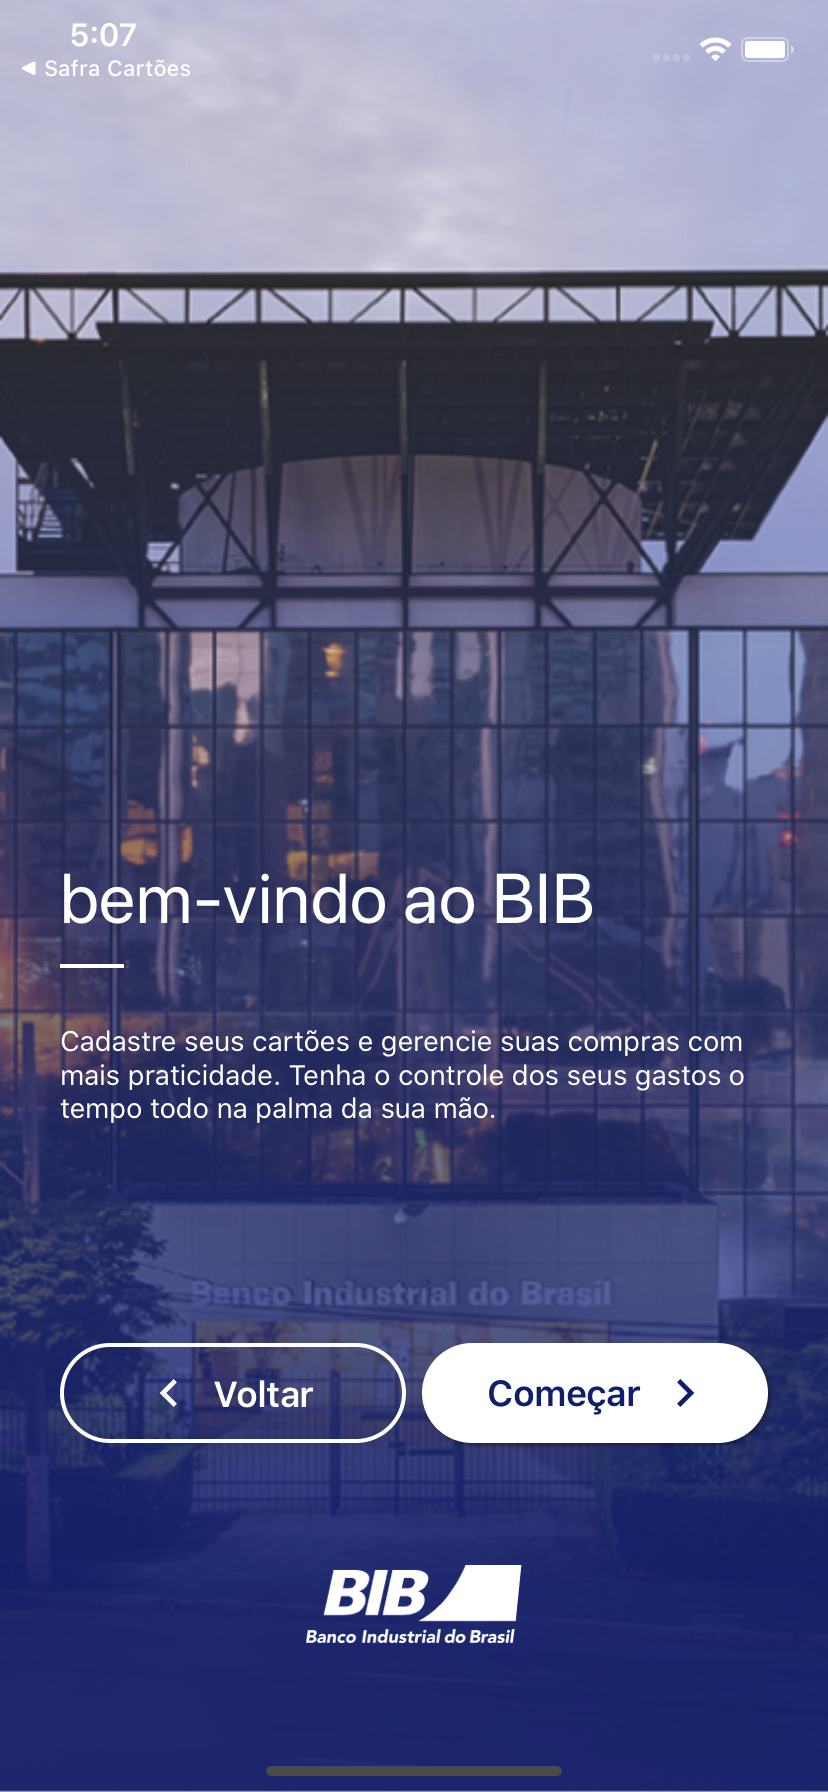 5:07
◀ Safra Cartões
bem-vindo ao BIB
Cadastre seus cartões e gerencie suas compras com
mais praticidade. Tenha o controle dos seus gastos o
tempo todo na palma da sua mão.
Banco Industrial do Brasil
Voltar
Começar
BIB
Banco Industrial do Brasil